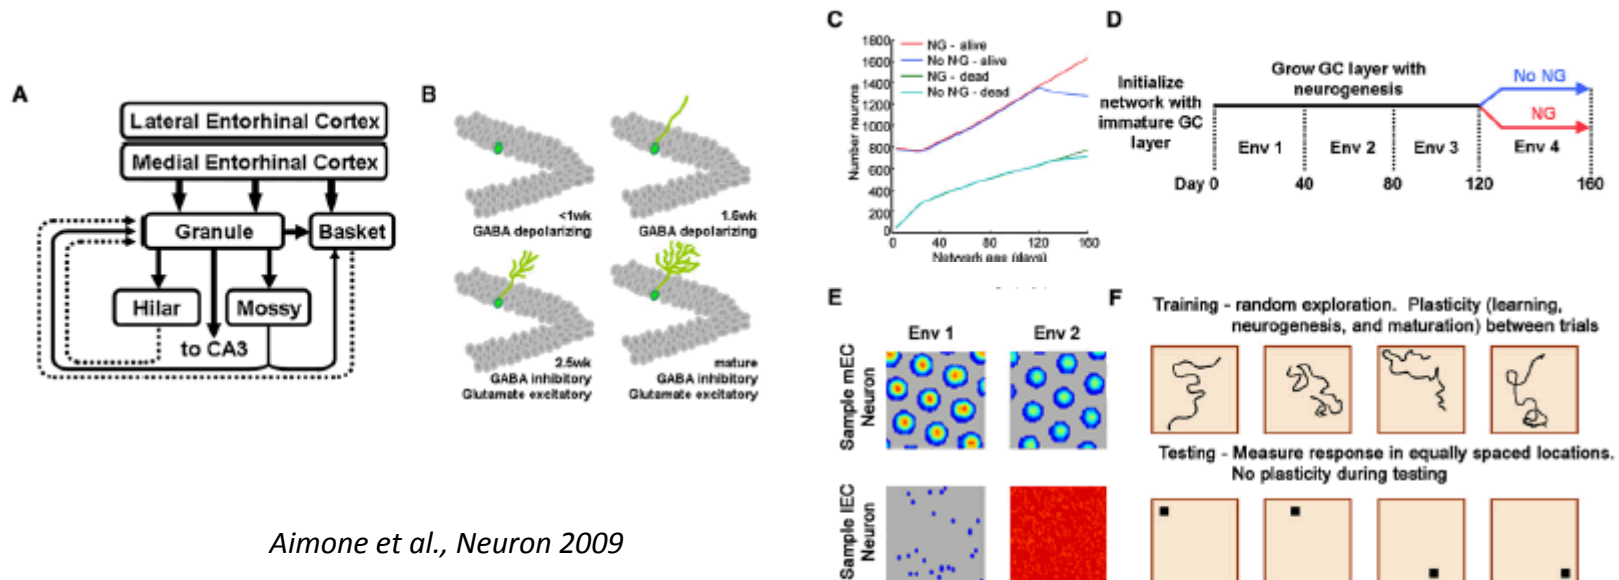 A
Lateral Entorhinal Cortex
Medial Entorhinal Cortex
Granule
Basket
Hilar
Mossy
to CA3
B
<1wk
GABA depolarizing
1.5wk
GABA depolarizing
2.5wk
GABA inhibitory
Glutamate excitatory
mature
GABA inhibitory
Glutamate excitatory
C
1800
1600
1400
1200
1000
800
600
400
200
0
Number neurons
NG - alive
No NG - alive
NG - dead
No NG - dead
0
40
80
120
160
Network age (days)
D
Initialize
network with
immature GC
layer
Grow GC layer with
neurogenesis
No NG
NG
Env 1
Env 2
Env 3
Env 4
Day 0
40
80
120
160
E
Env 1
Env 2
Sample mEC
Neuron
Sample lEC
Neuron
F
Training - random exploration. Plasticity (learning,
neurogenesis, and maturation) between trials
Testing - Measure response in equally spaced locations.
No plasticity during testing
Aimone et al., Neuron 2009